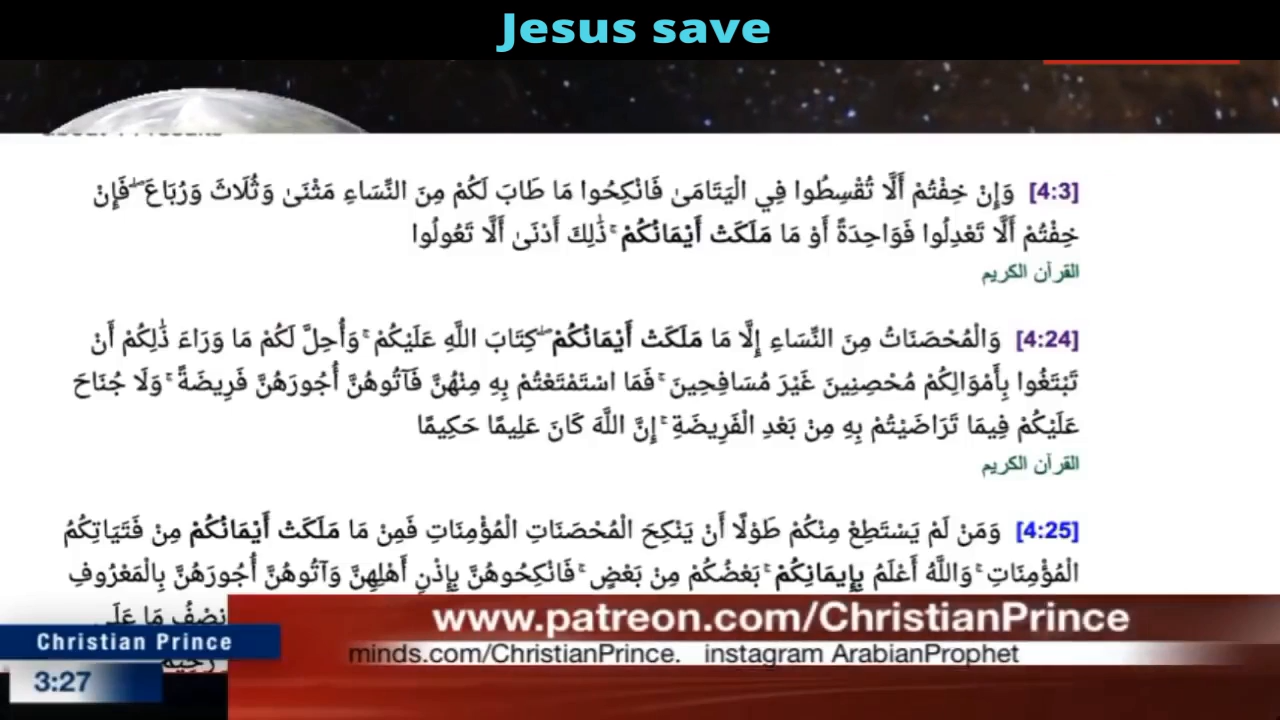 Jesus save
[4:3] وَإِنْ خِفْتُمْ أَلَّا تُقْسِطُوا فِي الْيَتَامَىٰ فَانْكِحُوا مَا طَابَ لَكُمْ مِنَ النِّسَاءِ مَثْنَىٰ وَثُلَاثَ وَرُبَاعَ ۖ فَإِنْ
خِفْتُمْ أَلَّا تَعْدِلُوا فَوَاحِدَةً أَوْ مَا مَلَكَتْ أَيْمَانُكُمْ ۚ ذَٰلِكَ أَدْنَىٰ أَلَّا تَعُولُوا
القرآن الكريم
[4:24] وَالْمُحْصَنَاتُ مِنَ النِّسَاءِ إِلَّا مَا مَلَكَتْ أَيْمَانُكُمْ ۖ كِتَابَ اللَّهِ عَلَيْكُمْ ۚ وَأُحِلَّ لَكُمْ مَا وَرَاءَ ذَٰلِكُمْ أَنْ
تَبْتَغُوا بِأَمْوَالِكُمْ مُحْصِنِينَ غَيْرَ مُسَافِحِينَ ۚ فَمَا اسْتَمْتَعْتُمْ بِهِ مِنْهُنَّ فَآتُوهُنَّ أُجُورَهُنَّ فَرِيضَةً ۚ وَلَا جُنَاحَ
عَلَيْكُمْ فِيمَا تَرَاضَيْتُمْ بِهِ مِنْ بَعْدِ الْفَرِيضَةِ ۚ إِنَّ اللَّهَ كَانَ عَلِيمًا حَكِيمًا
القرآن الكريم
[4:25] وَمَنْ لَمْ يَسْتَطِعْ مِنْكُمْ طَوْلًا أَنْ يَنْكِحَ الْمُحْصَنَاتِ الْمُؤْمِنَاتِ فَمِنْ مَا مَلَكَتْ أَيْمَانُكُمْ مِنْ فَتَيَاتِكُمُ
الْمُؤْمِنَاتِ ۚ وَاللَّهُ أَعْلَمُ بِإِيمَانِكُمْ ۚ بَعْضُكُمْ مِنْ بَعْضٍ ۚ فَانْكِحُوهُنَّ بِإِذْنِ أَهْلِهِنَّ وَآتُوهُنَّ أُجُورَهُنَّ بِالْمَعْرُوفِ
نِصْفُ مَا عَلَى
www.patreon.com/ChristianPrince
Christian Prince
minds.com/ChristianPrince. instagram ArabianProphet
3:27